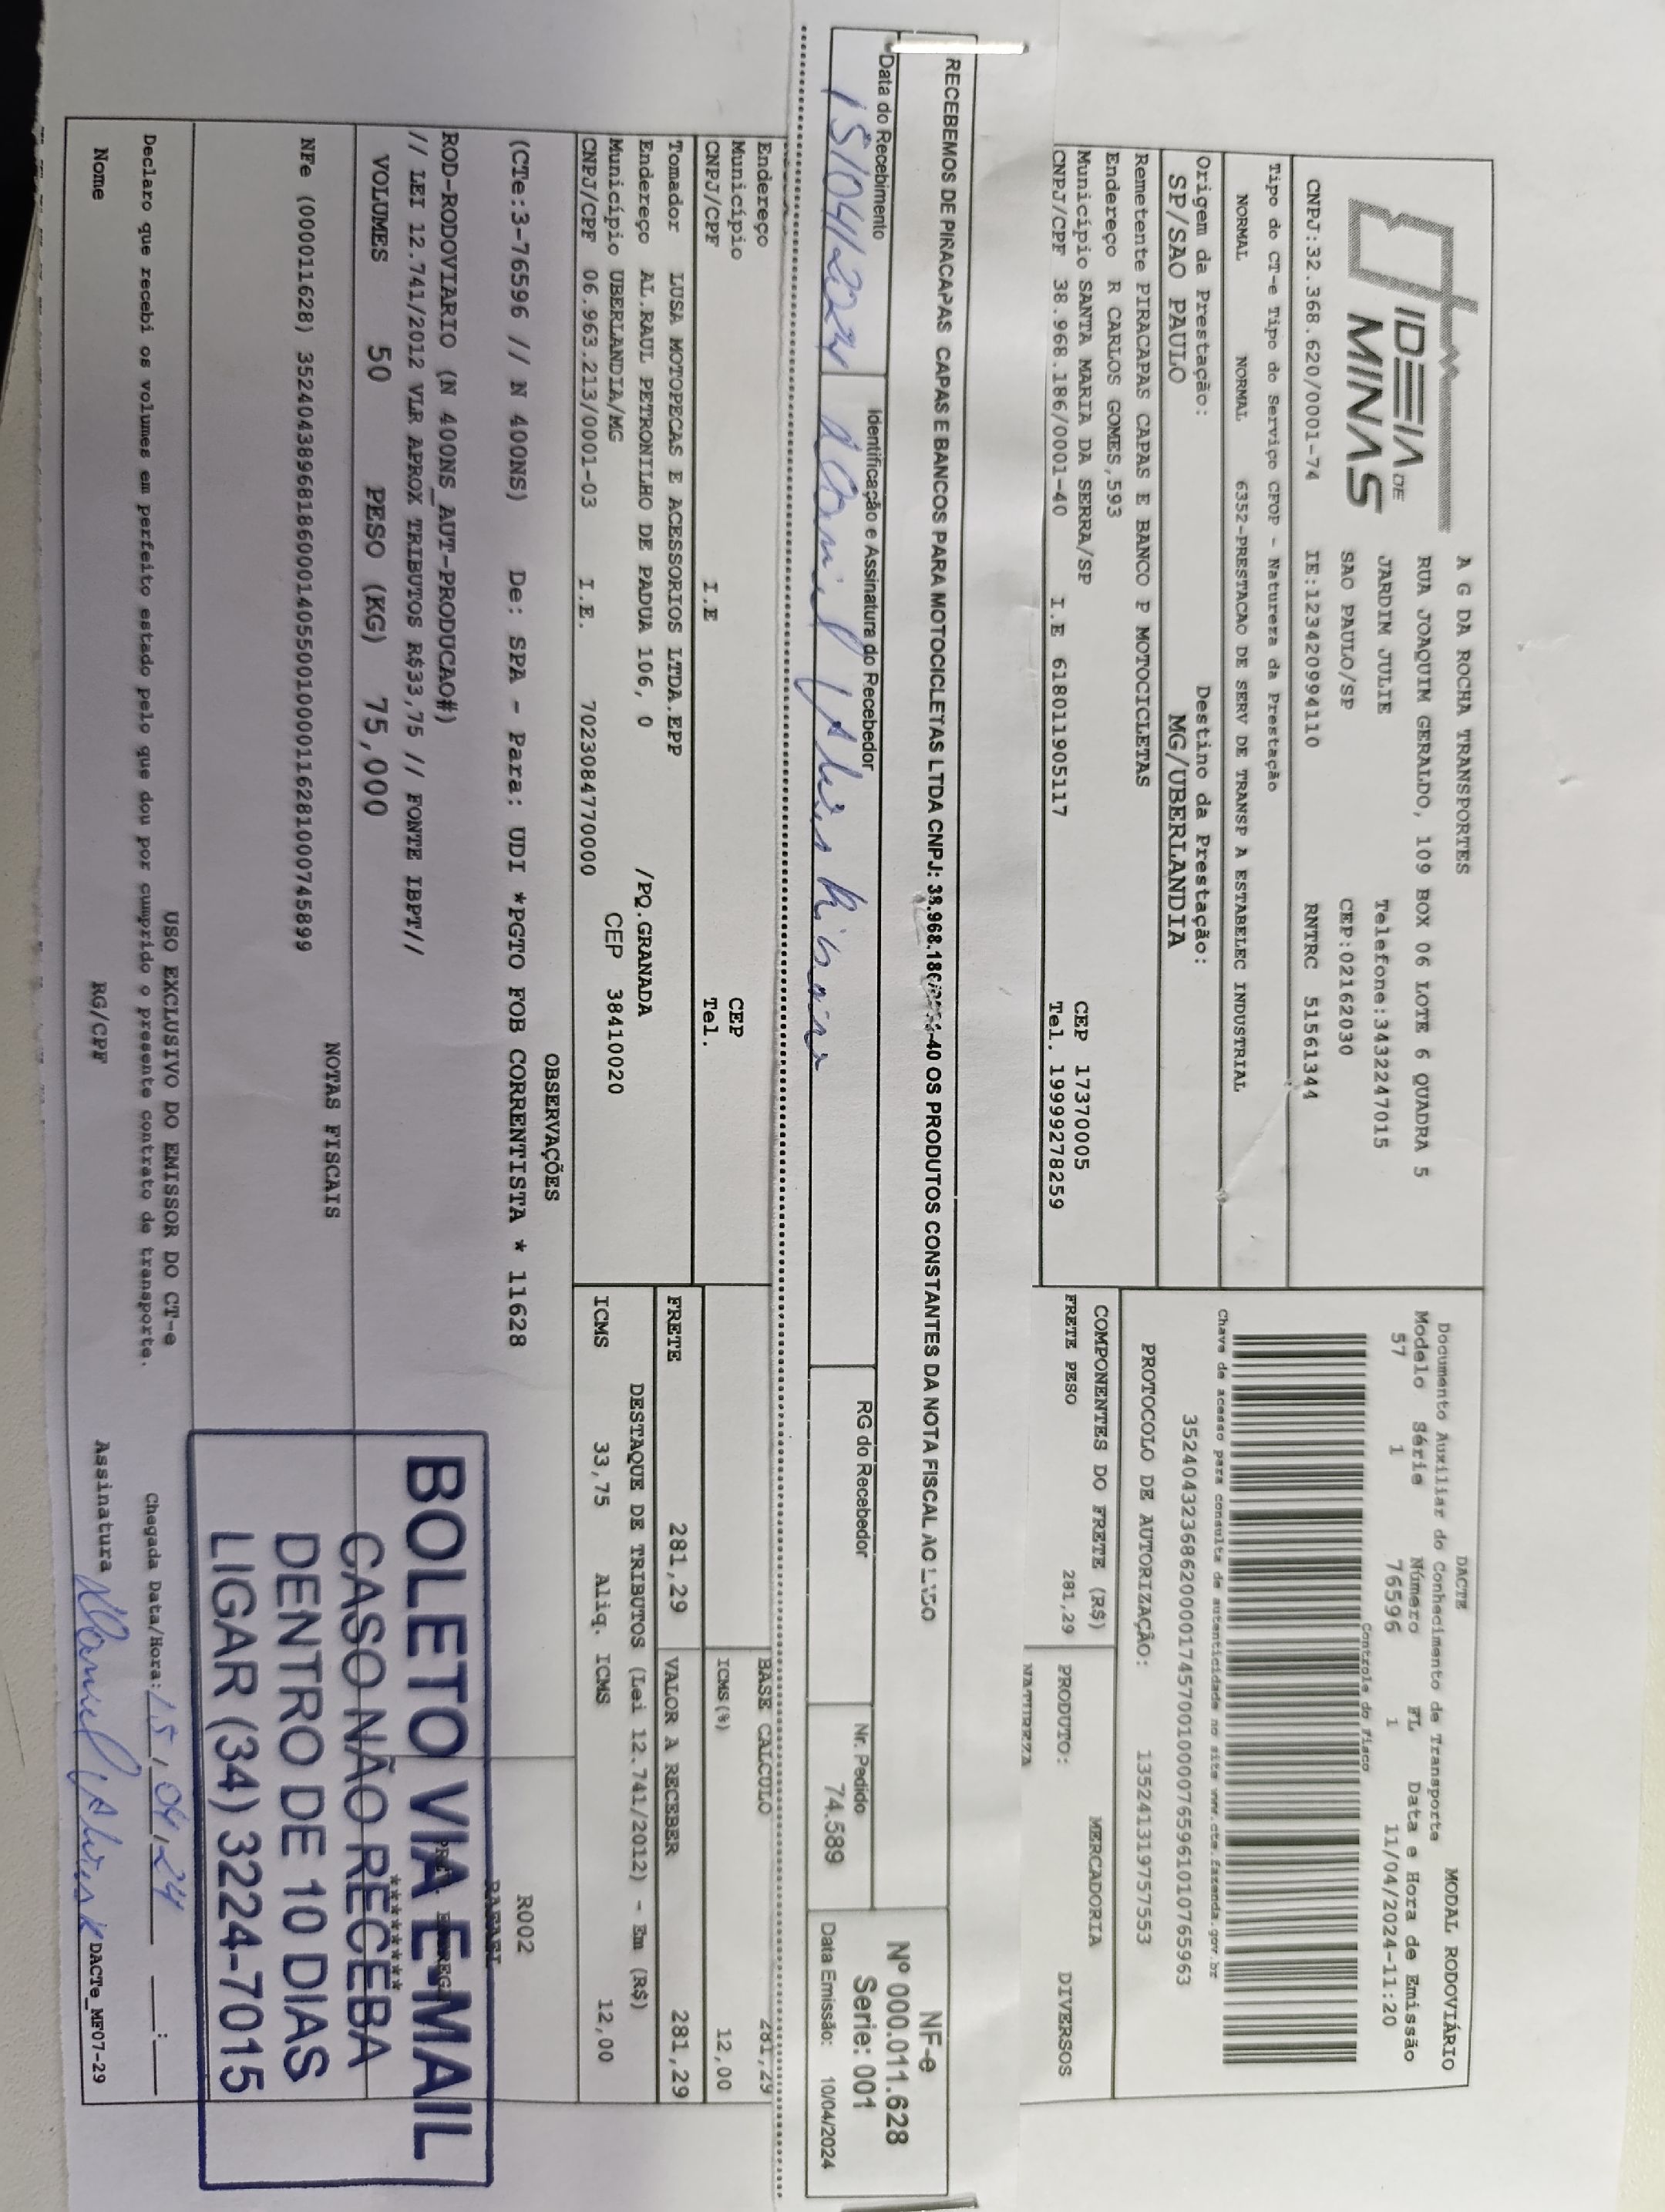 IDEIA DE
MINAS
A G DA ROCHA TRANSPORTES
RUA JOAQUIM GERALDO, 109 BOX 06 LOTE 6 QUADRA 5
JARDIM JULIE Telefone:3432247015
SAO PAULO/SP CEP:02162030
CNPJ:32.368.620/0001-74 IE:123420994110 RNTRC 51561344
Tipo do CT-e Tipo do Serviço CFOP - Natureza da Prestação
NORMAL NORMAL 6352-PRESTACAO DE SERV DE TRANSP A ESTABELEC INDUSTRIAL
Origem da Prestação: Destino da Prestação:
SP/SAO PAULO MG/UBERLANDIA
Remetente PIRACAPAS CAPAS E BANCO P MOTOCICLETAS
Endereço R CARLOS GOMES,593
Município SANTA MARIA DA SERRA/SP CEP 17370005
CNPJ/CPF 38.968.186/0001-40 I.E 618011905117 Tel. 19999278259
DACTE MODAL RODOVIÁRIO
Documento Auxiliar do Conhecimento de Transporte
Modelo Série Número FL Data e Hora de Emissão
57 1 76596 1 11/04/2024-11:20
Controle do Fisco
Chave de acesso para consulta de autenticidade no site www.cte.fazenda.gov.br
35240432368620000174570010000765961010765963
PROTOCOLO DE AUTORIZAÇÃO: 135241319757553
COMPONENTES DO FRETE (R$) MERCADORIA
FRETE PESO 281,29 PRODUTO: DIVERSOS
NATUREZA
RECEBEMOS DE PIRACAPAS CAPAS E BANCOS PARA MOTOCICLETAS LTDA CNPJ: 38.968.186/ -40 OS PRODUTOS CONSTANTES DA NOTA FISCAL AO LADO
NF-e
Nº 000.011.628
Serie: 001
Data do Recebimento Identificação e Assinatura do Recebedor RG do Recebedor Nr. Pedido
15/04/2024 74.589
Data Emissão: 10/04/2024
Endereço
Município CEP
CNPJ/CPF I.E Tel.
BASE CALCULO 281,29
ICMS(%) 12,00
Tomador LUSA MOTOPECAS E ACESSORIOS LTDA.EPP
Endereço AL.RAUL PETRONILHO DE PADUA 106, 0 /PQ.GRANADA
Município UBERLANDIA/MG CEP 38410020
CNPJ/CPF 06.963.213/0001-03 I.E. 7023084770000
FRETE 281,29 VALOR A RECEBER 281,29
DESTAQUE DE TRIBUTOS (Lei 12.741/2012) - Em (R$)
ICMS 33,75 Aliq. ICMS 12,00
OBSERVAÇÕES
(CTe:3-76596 // N 400NS) De: SPA - Para: UDI *PGTO FOB CORRENTISTA * 11628
R002
ROD-RODOVIARIO (N 400NS_AUT-PRODUCAO#)
// LEI 12.741/2012 VLR APROX TRIBUTOS R$33,75 // FONTE IBPT//
VOLUMES 50 PESO (KG) 75,000
NOTAS FISCAIS
NFe (000011628) 35240438968186000140550010000116281000745899
BOLETO VIA E-MAIL
CASO NÃO RECEBA
DENTRO DE 10 DIAS
LIGAR (34) 3224-7015
USO EXCLUSIVO DO EMISSOR DO CT-e
Declaro que recebi os volumes em perfeito estado pelo que dou por cumprido o presente contrato de transporte.
Chegada Data/Hora: 15/04/24 __:__
Nome RG/CPF Assinatura
DACTe_MF07-29